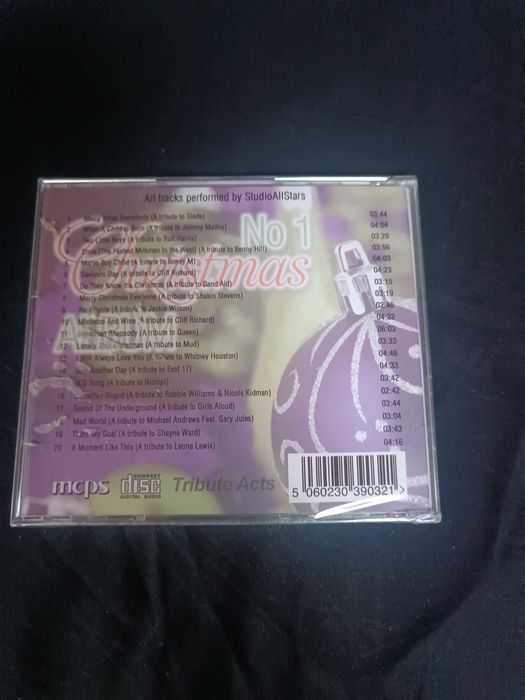 All tracks performed by StudioAllStars
No 1
Christmas
1 Merry Xmas Everybody (A tribute to Slade) 03:44
2 When A Child Is Born (A tribute to Johnny Mathis) 04:04
3 Two Little Boys (A tribute to Rolf Harris) 03:20
4 Ernie (The Fastest Milkman In the West) (A tribute to Benny Hill) 03:56
5 Marys Boy Child (A tribute to Boney M) 04:03
6 Saviours Day (A tribute to Cliff Richard) 04:23
7 Do They Know Its Christmas (A tribute to Band Aid) 03:15
8 Merry Christmas Everyone (A tribute to Shakin Stevens) 03:19
9 Reet Petite (A tribute to Jackie Wilson) 02:46
10 Mistletoe And Wine (A tribute to Cliff Richard) 04:32
11 Bohemian Rhapsody (A tribute to Queen) 06:03
12 Lonely This Christmas (A tribute to Mud) 03:33
13 I Will Always Love You (A tribute to Whitney Houston) 04:46
14 Stay Another Day (A tribute to East 17) 04:33
15 JCB Song (A tribute to Nizlopi) 03:42
16 Somethin Stupid (A tribute to Robbie Williams & Nicole Kidman) 02:42
17 Sound Of The Underground (A tribute to Girls Aloud) 03:44
18 Mad World (A tribute to Michael Andrews Feat. Gary Jules) 03:04
19 Thats My Goal (A tribute to Shayne Ward) 03:43
20 A Moment Like This (A tribute to Leona Lewis) 04:16
mcps
COMPACT
disc
DIGITAL AUDIO
Tribute Acts
5 060230 390321 >